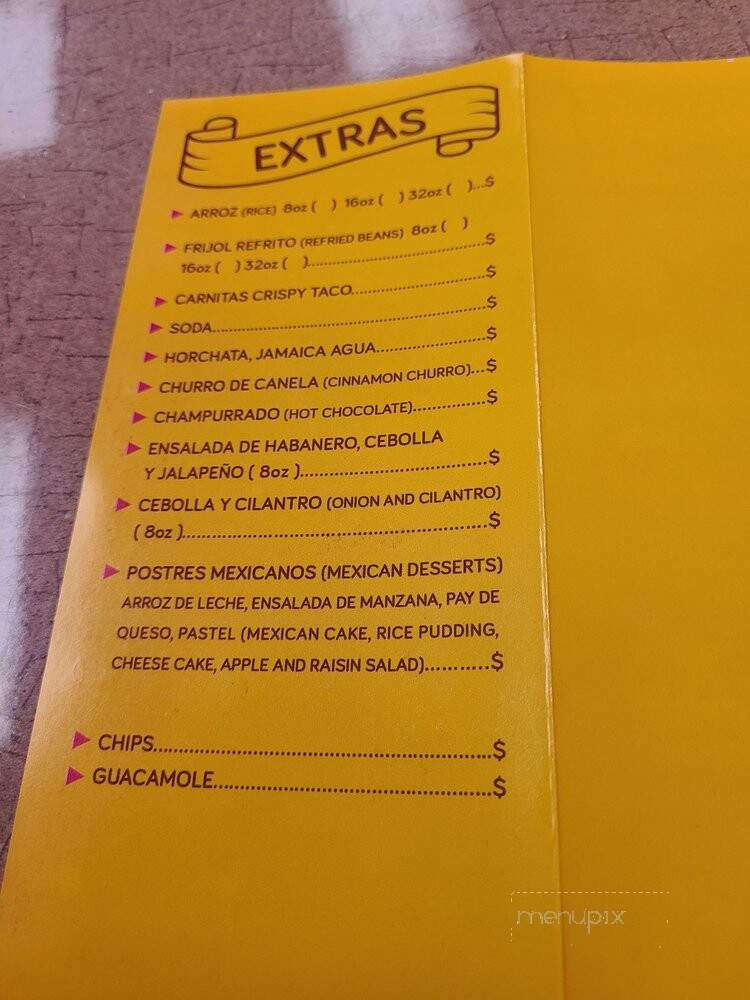 EXTRAS
ARROZ (RICE) 8oz ( ) 16oz ( ) 32oz ( )...$
FRIJOL REFRITO (REFRIED BEANS) 8oz ( )
16oz ( ) 32oz ( )........................$
CARNITAS CRISPY TACO........................$
SODA..................................................$
HORCHATA, JAMAICA AGUA...................$
CHURRO DE CANELA (CINNAMON CHURRO)...$
CHAMPURRADO (HOT CHOCOLATE).............$
ENSALADA DE HABANERO, CEBOLLA
Y JALAPEÑO ( 8oz )................................$
CEBOLLA Y CILANTRO (ONION AND CILANTRO)
( 8oz )..................................................$
POSTRES MEXICANOS (MEXICAN DESSERTS)
ARROZ DE LECHE, ENSALADA DE MANZANA, PAY DE
QUESO, PASTEL (MEXICAN CAKE, RICE PUDDING,
CHEESE CAKE, APPLE AND RAISIN SALAD)..........$
CHIPS..................................................$
GUACAMOLE..........................................$
menupix